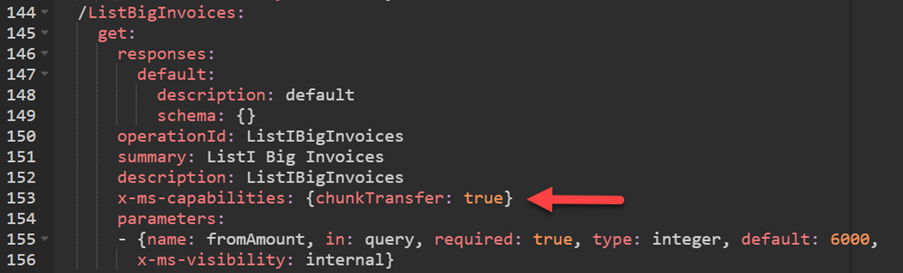 144 /ListBigInvoices:
145 get:
146 responses:
147 default:
148 description: default
149 schema: {}
150 operationId: ListIBigInvoices
151 summary: ListI Big Invoices
152 description: ListIBigInvoices
153 x-ms-capabilities: {chunkTransfer: true}
154 parameters:
155 - {name: fromAmount, in: query, required: true, type: integer, default: 6000,
156 x-ms-visibility: internal}